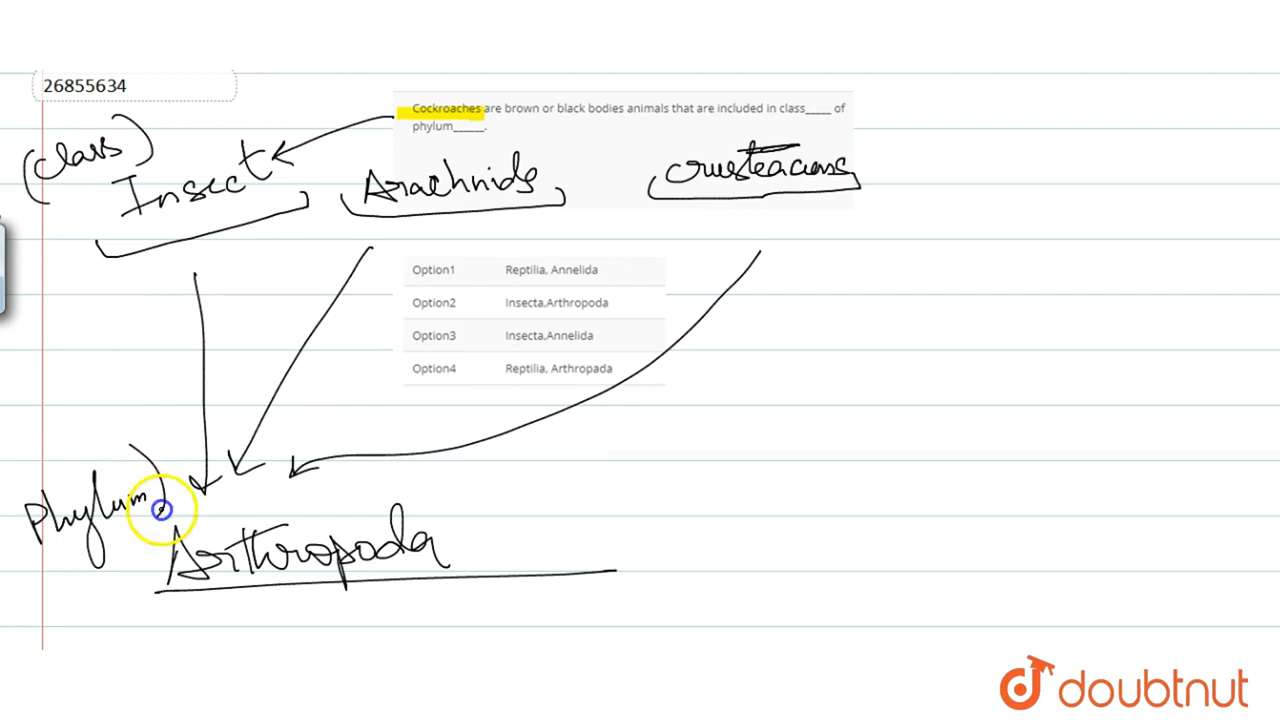 26855634
Cockroaches are brown or black bodies animals that are included in class_____ of
phylum______.
(class)
Insect Arachnids crusteaceans
Option1 Reptilia, Annelida
Option2 Insecta,Arthropoda
Option3 Insecta,Annelida
Option4 Reptilia, Arthropada
Phylum)
Arthropoda
doubtnut